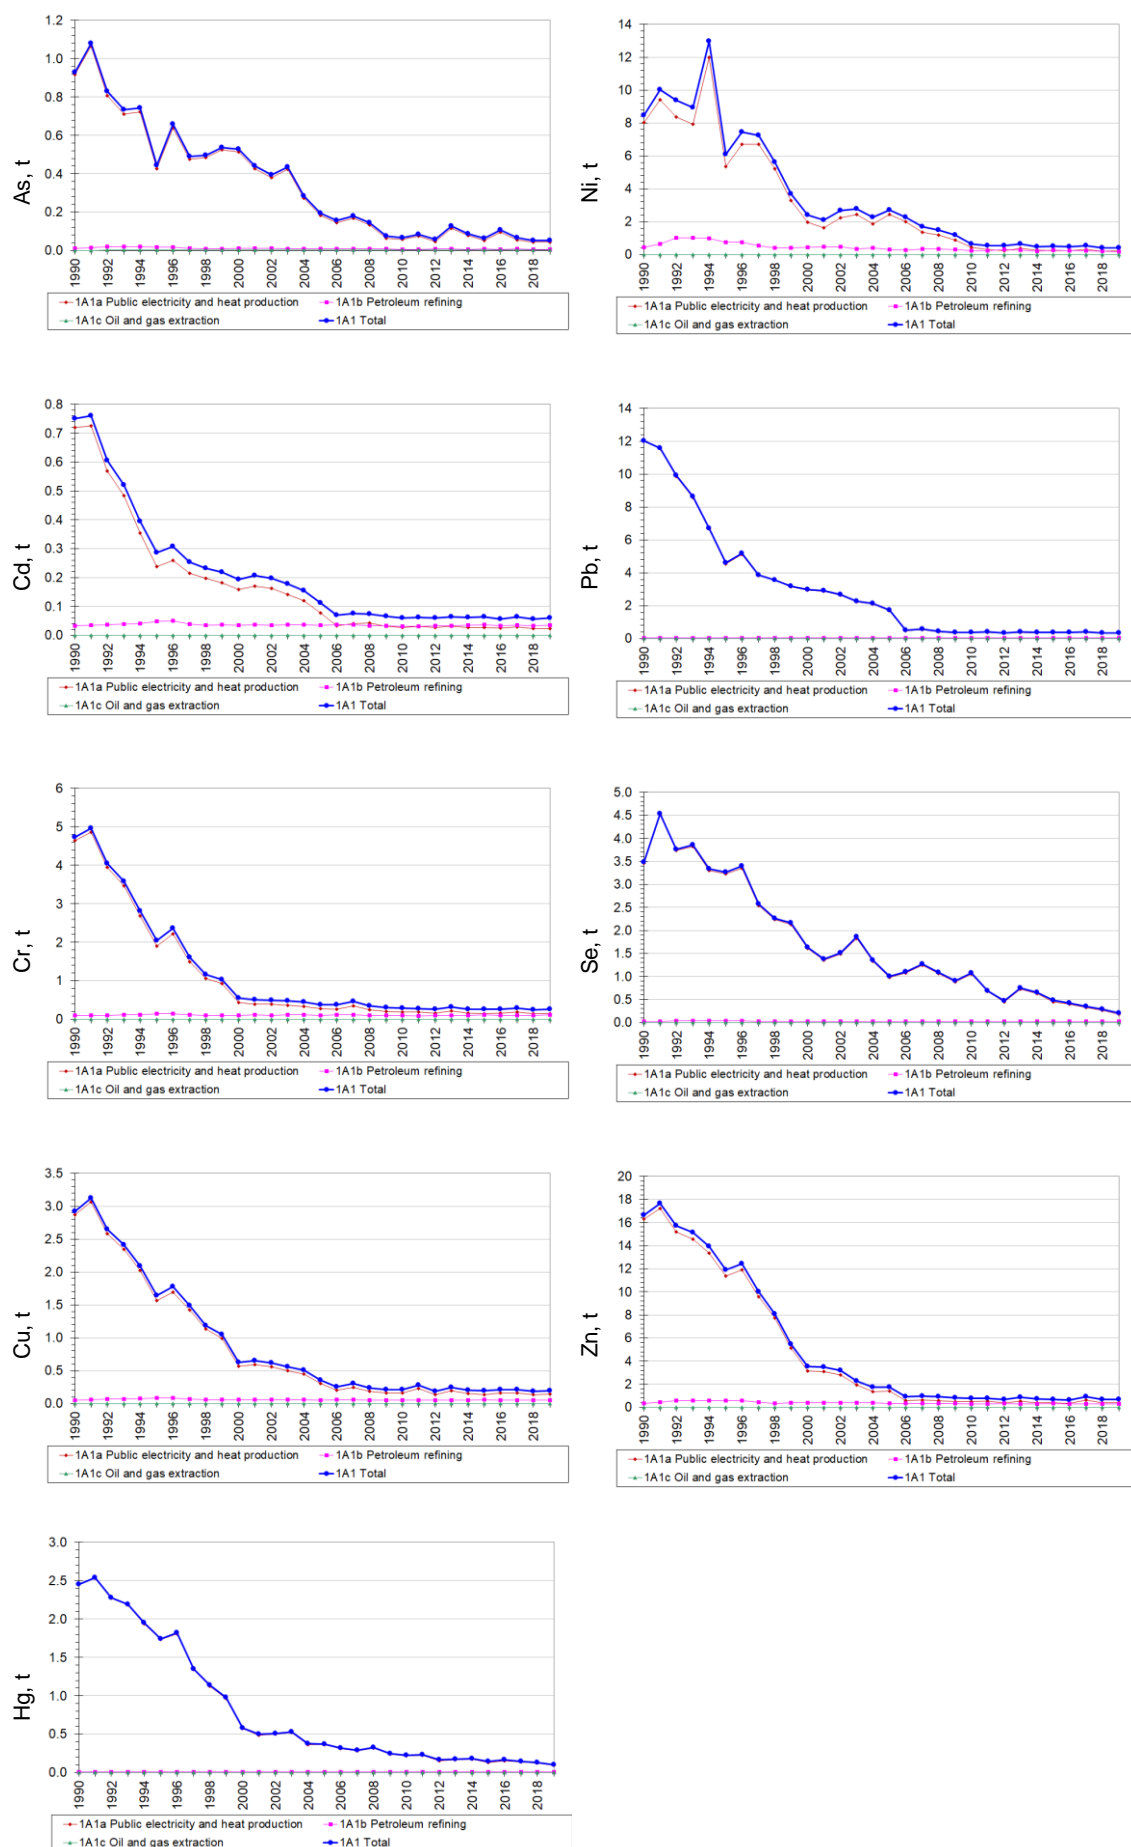 As, t
1.2
1.0
0.8
0.6
0.4
0.2
0.0
1990 1992 1994 1996 1998 2000 2002 2004 2006 2008 2010 2012 2014 2016 2018
1A1a Public electricity and heat production 1A1b Petroleum refining
1A1c Oil and gas extraction 1A1 Total
Ni, t
14
12
10
8
6
4
2
0
1990 1992 1994 1996 1998 2000 2002 2004 2006 2008 2010 2012 2014 2016 2018
1A1a Public electricity and heat production 1A1b Petroleum refining
1A1c Oil and gas extraction 1A1 Total
Cd, t
0.8
0.7
0.6
0.5
0.4
0.3
0.2
0.1
0.0
1990 1992 1994 1996 1998 2000 2002 2004 2006 2008 2010 2012 2014 2016 2018
1A1a Public electricity and heat production 1A1b Petroleum refining
1A1c Oil and gas extraction 1A1 Total
Pb, t
14
12
10
8
6
4
2
0
1990 1992 1994 1996 1998 2000 2002 2004 2006 2008 2010 2012 2014 2016 2018
1A1a Public electricity and heat production 1A1b Petroleum refining
1A1c Oil and gas extraction 1A1 Total
Cr, t
6
5
4
3
2
1
0
1990 1992 1994 1996 1998 2000 2002 2004 2006 2008 2010 2012 2014 2016 2018
1A1a Public electricity and heat production 1A1b Petroleum refining
1A1c Oil and gas extraction 1A1 Total
Se, t
5.0
4.5
4.0
3.5
3.0
2.5
2.0
1.5
1.0
0.5
0.0
1990 1992 1994 1996 1998 2000 2002 2004 2006 2008 2010 2012 2014 2016 2018
1A1a Public electricity and heat production 1A1b Petroleum refining
1A1c Oil and gas extraction 1A1 Total
Cu, t
3.5
3.0
2.5
2.0
1.5
1.0
0.5
0.0
1990 1992 1994 1996 1998 2000 2002 2004 2006 2008 2010 2012 2014 2016 2018
1A1a Public electricity and heat production 1A1b Petroleum refining
1A1c Oil and gas extraction 1A1 Total
Zn, t
20
18
16
14
12
10
8
6
4
2
0
1990 1992 1994 1996 1998 2000 2002 2004 2006 2008 2010 2012 2014 2016 2018
1A1a Public electricity and heat production 1A1b Petroleum refining
1A1c Oil and gas extraction 1A1 Total
Hg, t
3.0
2.5
2.0
1.5
1.0
0.5
0.0
1990 1992 1994 1996 1998 2000 2002 2004 2006 2008 2010 2012 2014 2016 2018
1A1a Public electricity and heat production 1A1b Petroleum refining
1A1c Oil and gas extraction 1A1 Total